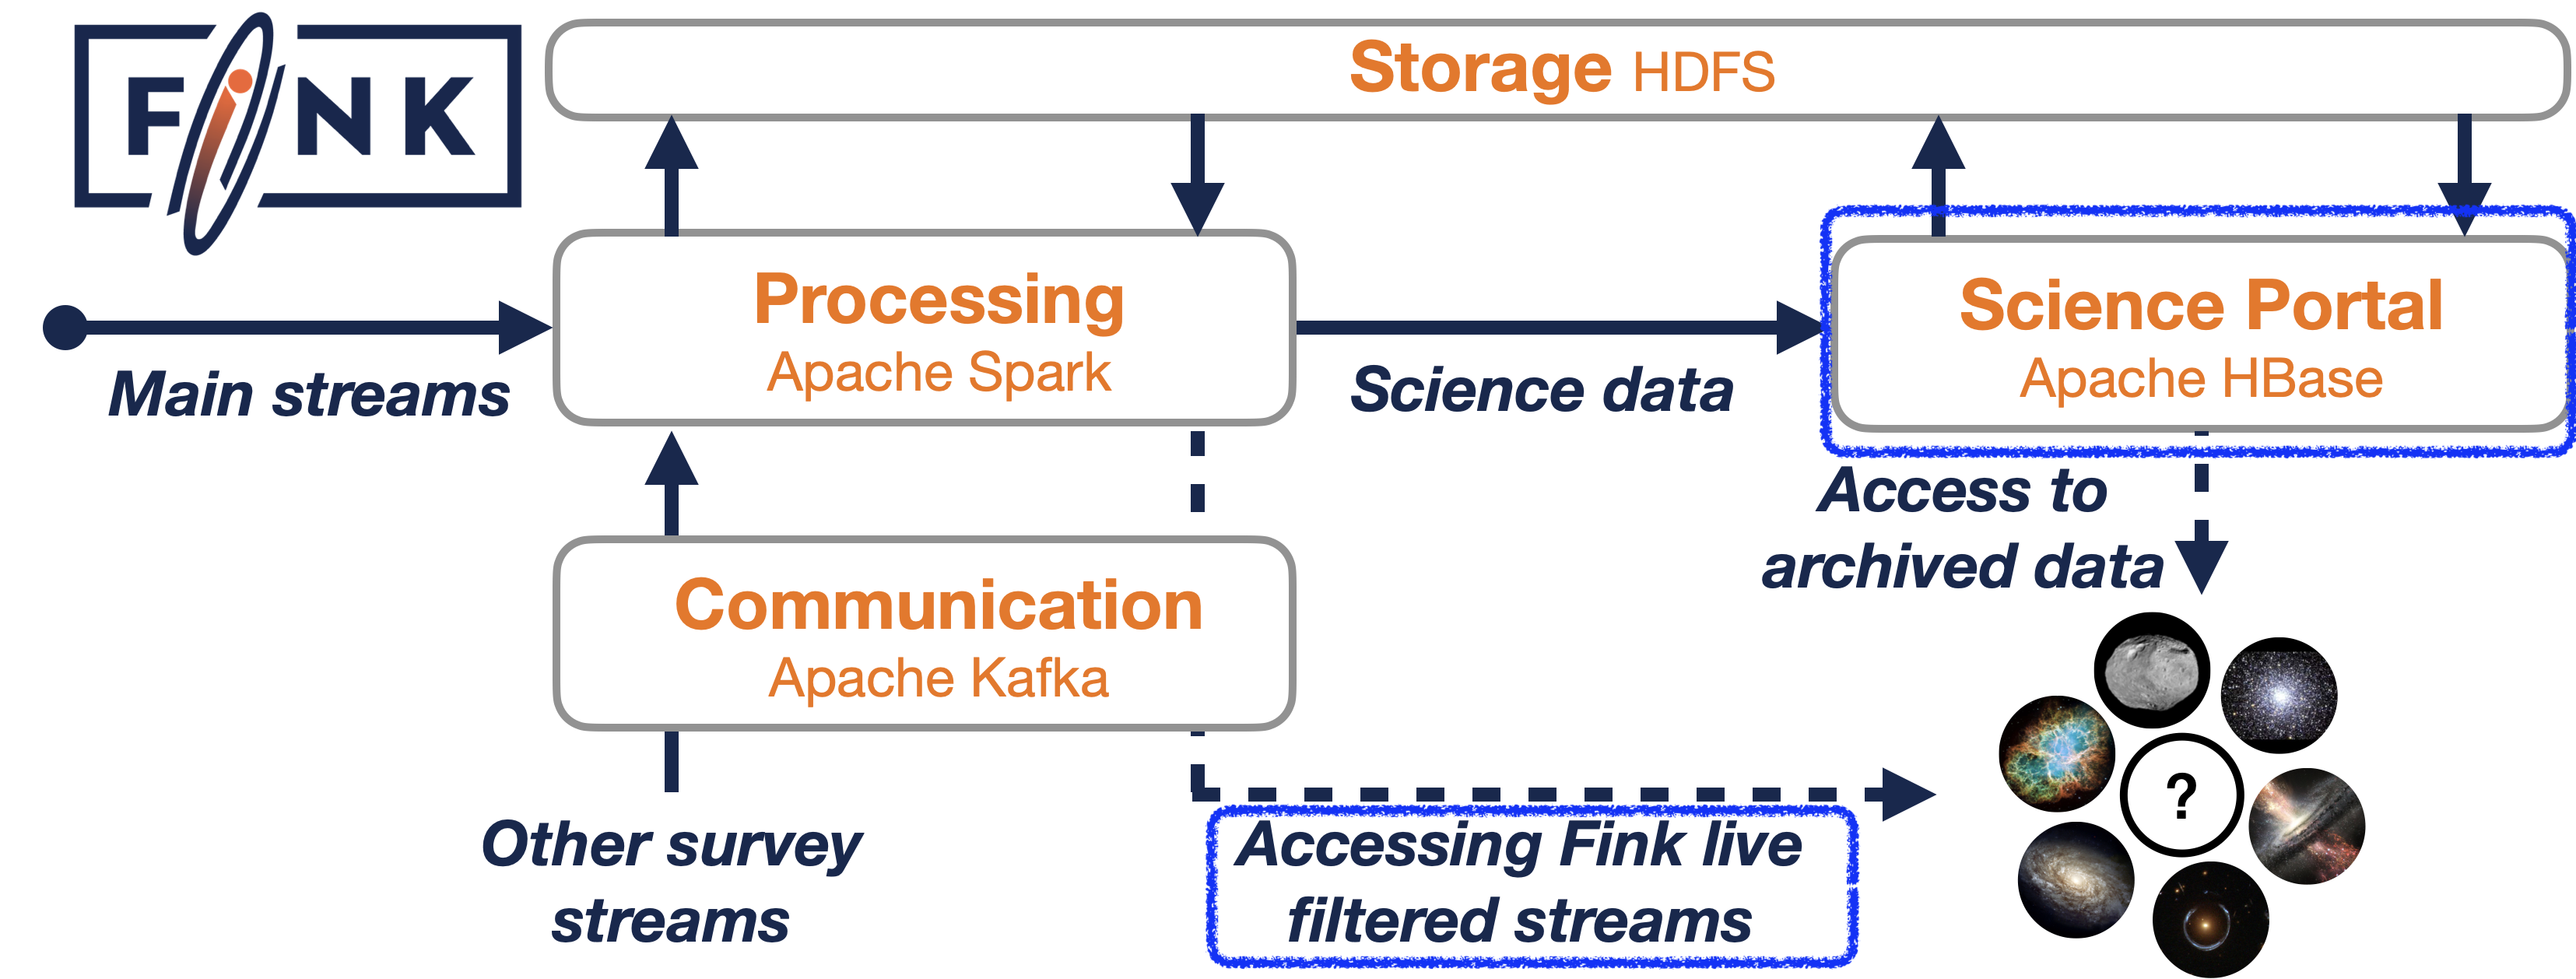 FINK
Storage HDFS
Processing
Apache Spark
Science Portal
Apache HBase
Main streams
Science data
Access to
archived data
Communication
Apache Kafka
?
Other survey
streams
Accessing Fink live
filtered streams